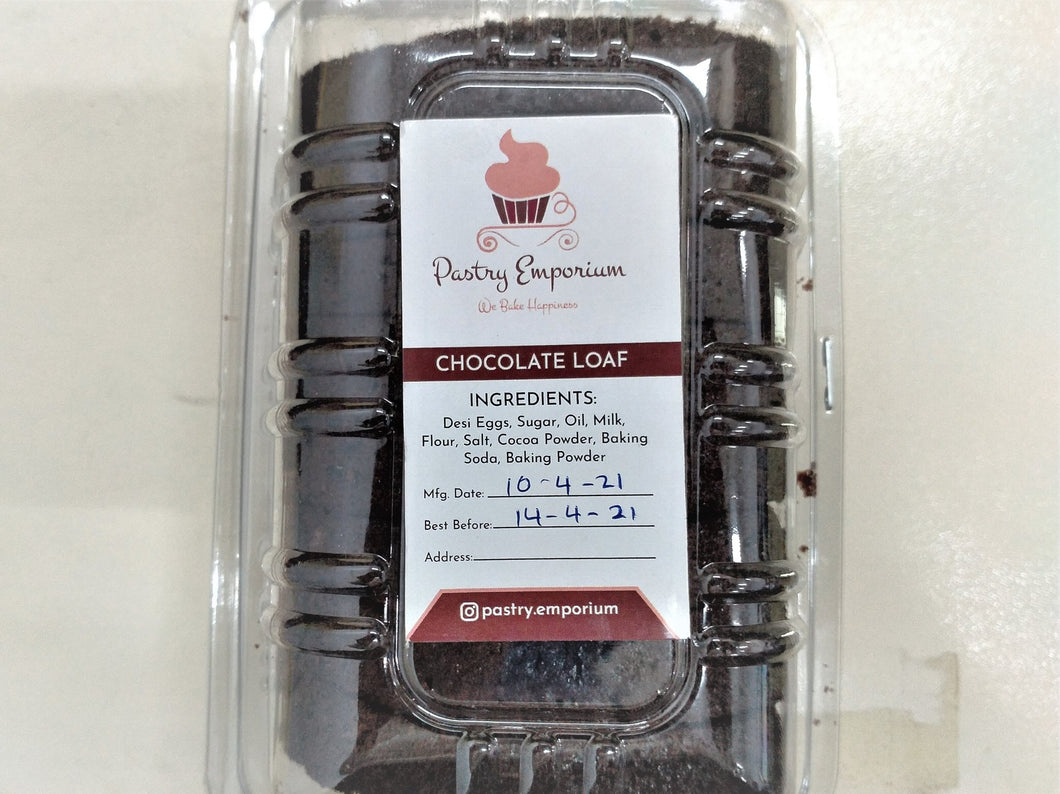 Pastry Emporium
We Bake Happiness
CHOCOLATE LOAF
INGREDIENTS:
Desi Eggs, Sugar, Oil, Milk,
Flour, Salt, Cocoa Powder, Baking
Soda, Baking Powder
Mfg. Date: 10-4-21
Best Before: 14-4-21
Address:
pastry.emporium